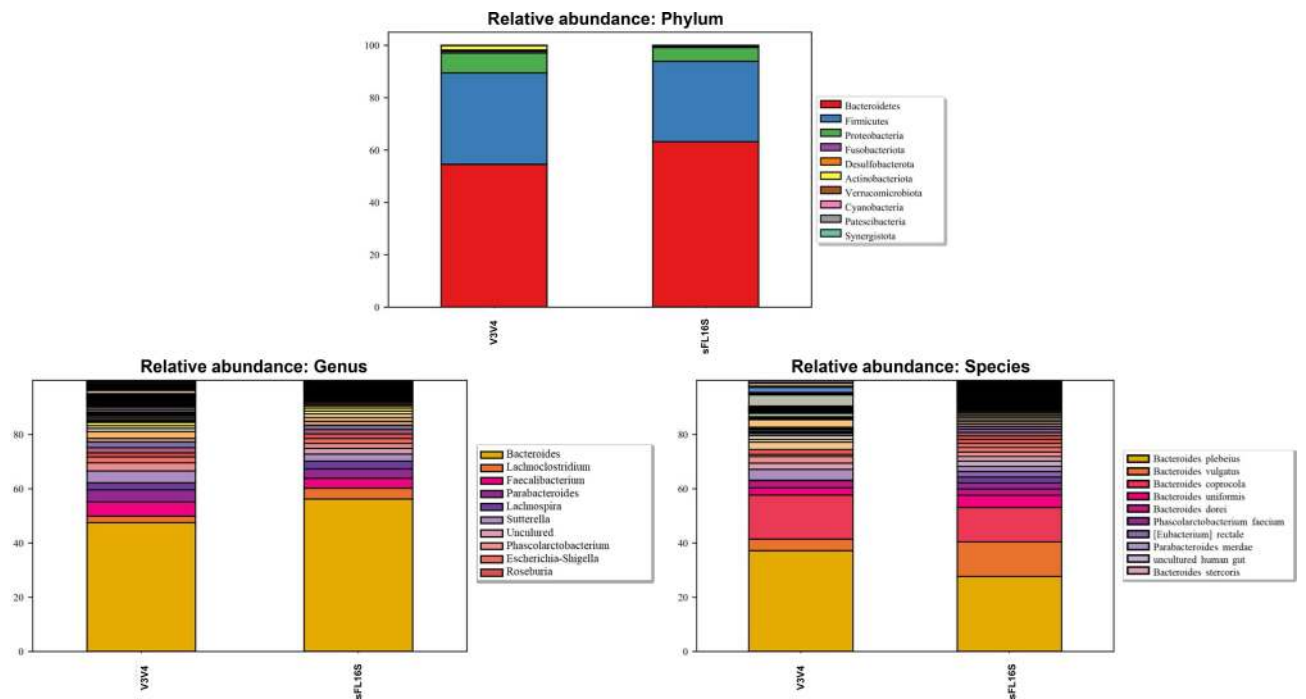 Relative abundance: Phylum
100
80
60
40
20
0
V3V4
sFL16S
Bacteroidetes
Firmicutes
Proteobacteria
Fusobacteriota
Desulfobacterota
Actinobacteriota
Verrucomicrobiota
Cyanobacteria
Patescibacteria
Synergistota
Relative abundance: Genus
80
60
40
20
0
V3V4
sFL16S
Bacteroides
Lachnoclostridium
Faecalibacterium
Parabacteroides
Lachnospira
Sutterella
Unculured
Phascolarctobacterium
Escherichia-Shigella
Roseburia
Relative abundance: Species
80
60
40
20
0
V3V4
sFL16S
Bacteroides plebeius
Bacteroides vulgatus
Bacteroides coprocola
Bacteroides uniformis
Bacteroides dorei
Phascolarctobacterium faecium
[Eubacterium] rectale
Parabacteroides merdae
uncultured human gut
Bacteroides stercoris